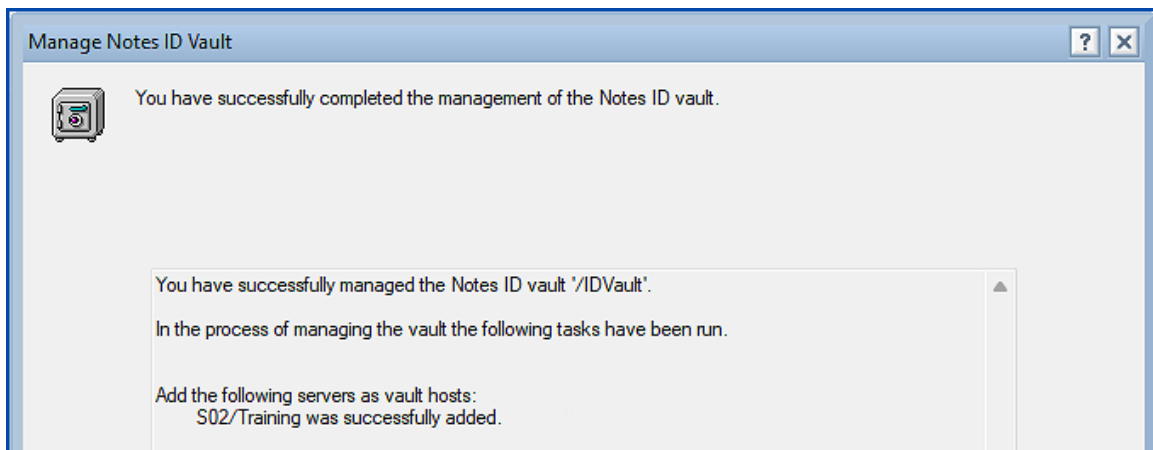 Manage Notes ID Vault
?
You have successfully completed the management of the Notes ID vault.
You have successfully managed the Notes ID vault '/IDVault'.
In the process of managing the vault the following tasks have been run.
Add the following servers as vault hosts:
S02/Training was successfully added.